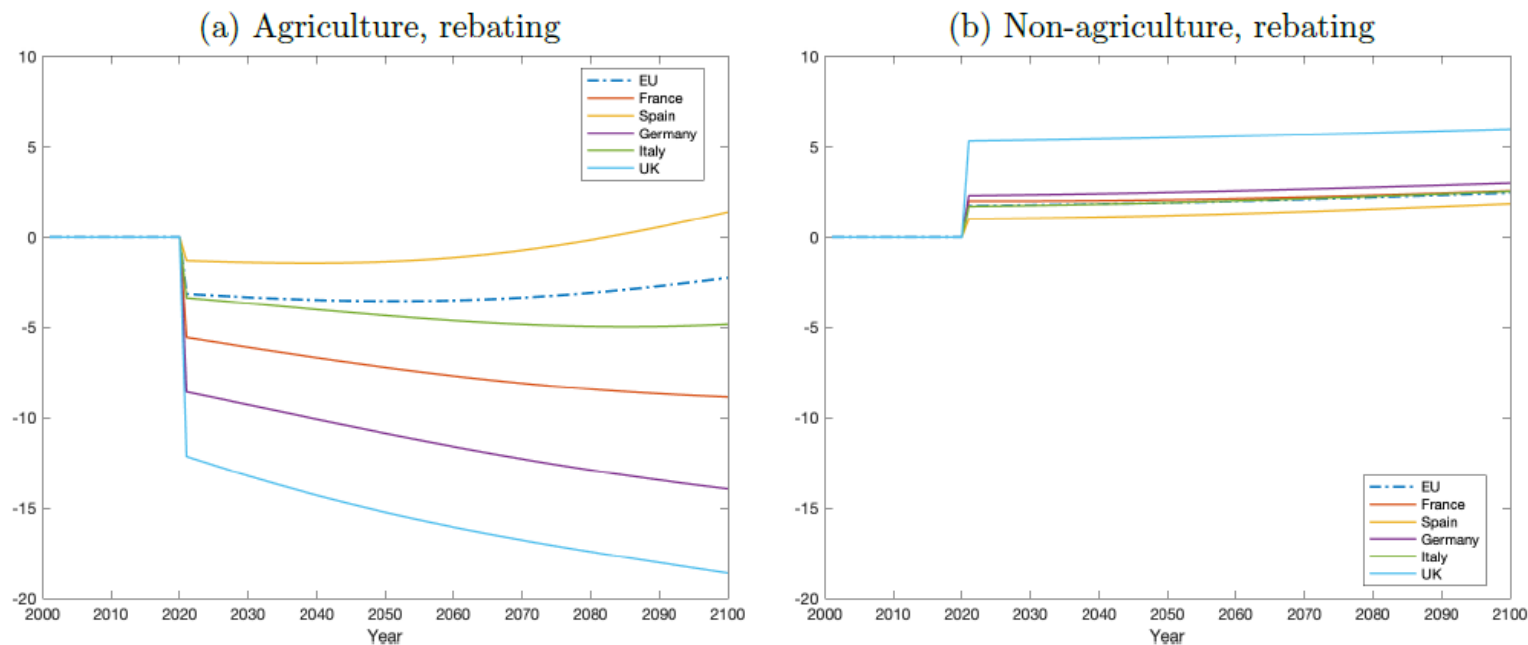 (a) Agriculture, rebating
10
5
0
-5
-10
-15
-20
2000 2010 2020 2030 2040 2050 2060 2070 2080 2090 2100
Year
EU
France
Spain
Germany
Italy
UK
(b) Non-agriculture, rebating
10
5
0
-5
-10
-15
-20
2000 2010 2020 2030 2040 2050 2060 2070 2080 2090 2100
Year
EU
France
Spain
Germany
Italy
UK